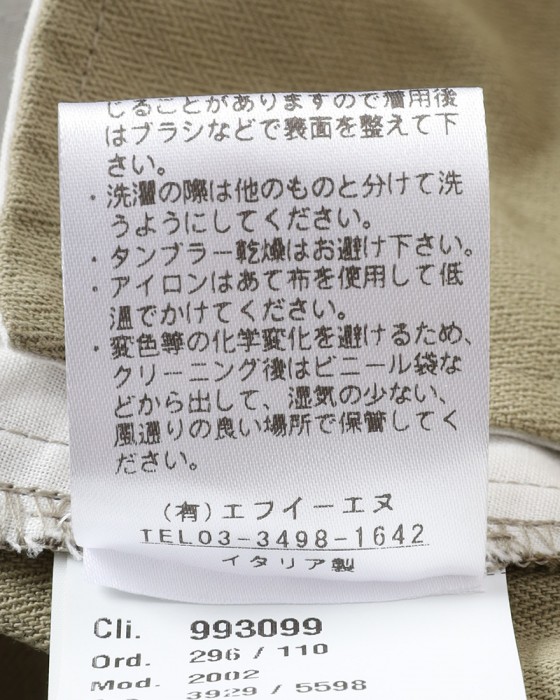 じることがありますので着用後
はブラシなどで表面を整えて下
さい。
・洗濯の際は他のものと分けて洗
うようにしてください。
・タンブラー乾燥はお避け下さい。
・アイロンはあて布を使用して低
温でかけてください。
・変色等の化学変化を避けるため、
クリーニング後はビニール袋な
どから出して、湿気の少ない、
風通りの良い場所で保管してく
ださい。
(有)エフイーエヌ
TEL03-3498-1642
イタリア製
Cli. 993099
Ord. 296 / 110
Mod. 2002
3929 / 5598